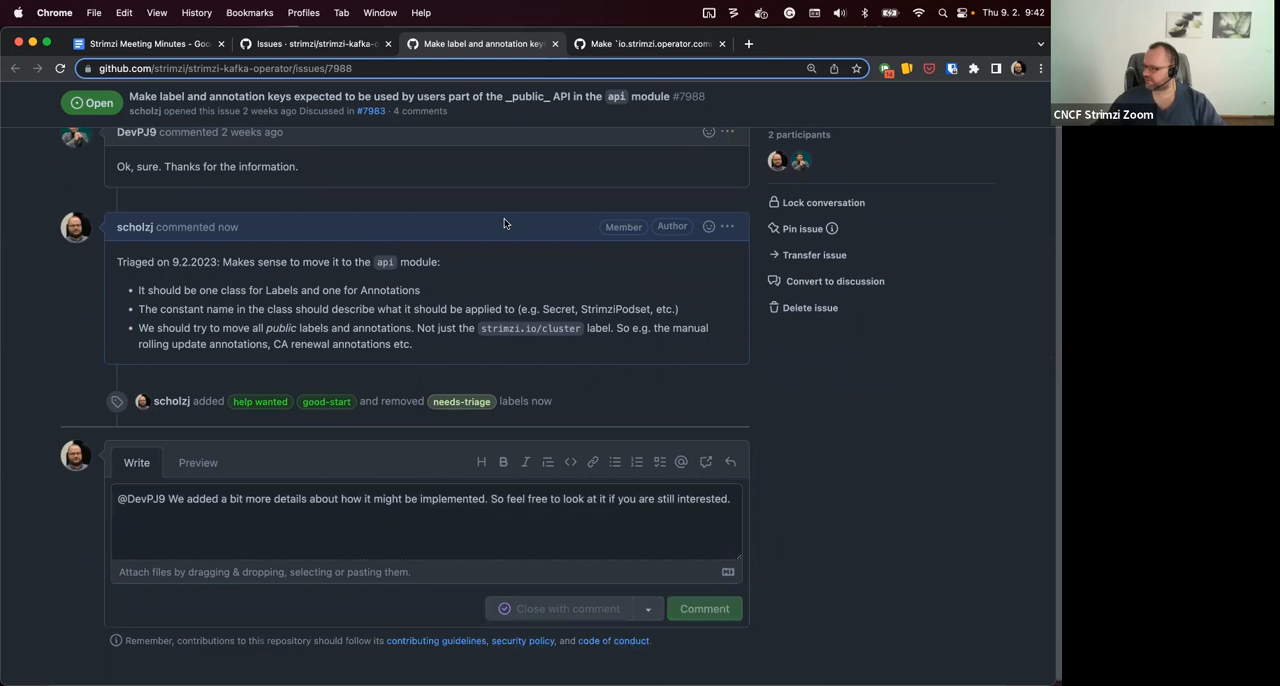 Chrome File Edit View History Bookmarks Profiles Tab Window Help Thu 9. 2. 9:42
Strimzi Meeting Minutes - Goo
Issues · strimzi/strimzi-kafka-o
Make label and annotation key
Make `io.strimzi.operator.com
github.com/strimzi/strimzi-kafka-operator/issues/7988
CNCF Strimzi Zoom
Open
Make label and annotation keys expected to be used by users part of the _public_ API in the api module #7988
scholzj opened this issue 2 weeks ago Discussed in #7983 · 4 comments
DevPJ9 commented 2 weeks ago
Ok, sure. Thanks for the information.
2 participants
Lock conversation
Pin issue
Transfer issue
Convert to discussion
Delete issue
scholzj commented now Member Author
Triaged on 9.2.2023: Makes sense to move it to the api module:
• It should be one class for Labels and one for Annotations
• The constant name in the class should describe what it should be applied to (e.g. Secret, StrimziPodset, etc.)
• We should try to move all public labels and annotations. Not just the strimzi.io/cluster label. So e.g. the manual
rolling update annotations, CA renewal annotations etc.
scholzj added help wanted good-start and removed needs-triage labels now
Write Preview
@DevPJ9 We added a bit more details about how it might be implemented. So feel free to look at it if you are still interested.
Attach files by dragging & dropping, selecting or pasting them.
Close with comment
Comment
Remember, contributions to this repository should follow its contributing guidelines, security policy, and code of conduct.